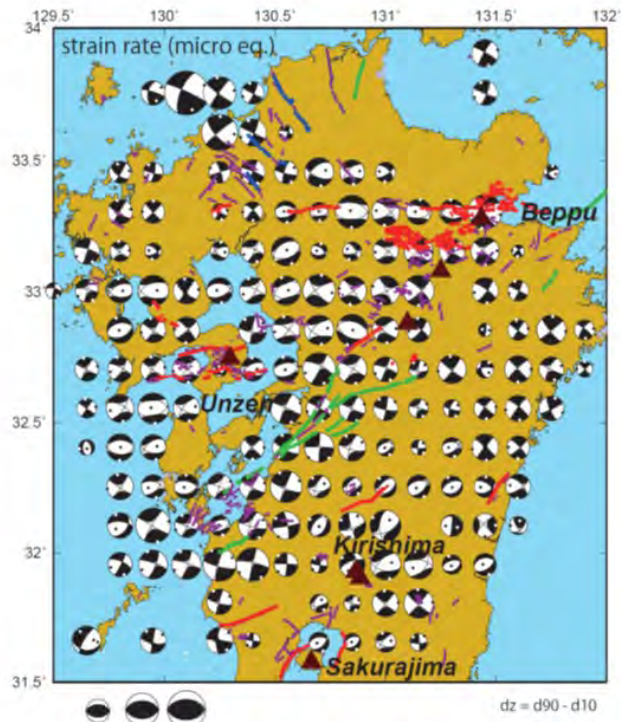 129.5° 130° 130.5° 131° 131.5° 132°
34°
strain rate (micro eq.)
33.5°
Beppu
33°
Unzen
32.5°
32°
Kirishima
31.5°
Sakurajima
dz = d90 - d10